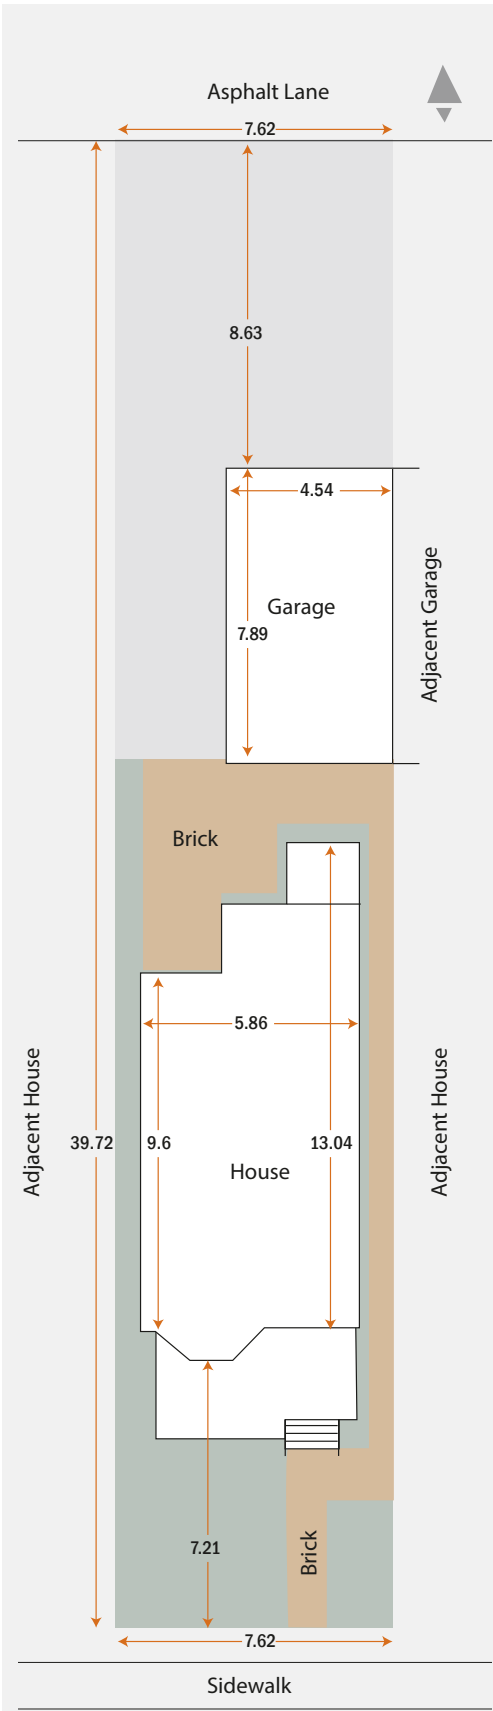 Asphalt Lane
7.62
8.63
4.54
Garage
7.89
Adjacent Garage
Brick
5.86
Adjacent House
39.72
9.6
13.04
House
Adjacent House
7.21
Brick
7.62
Sidewalk